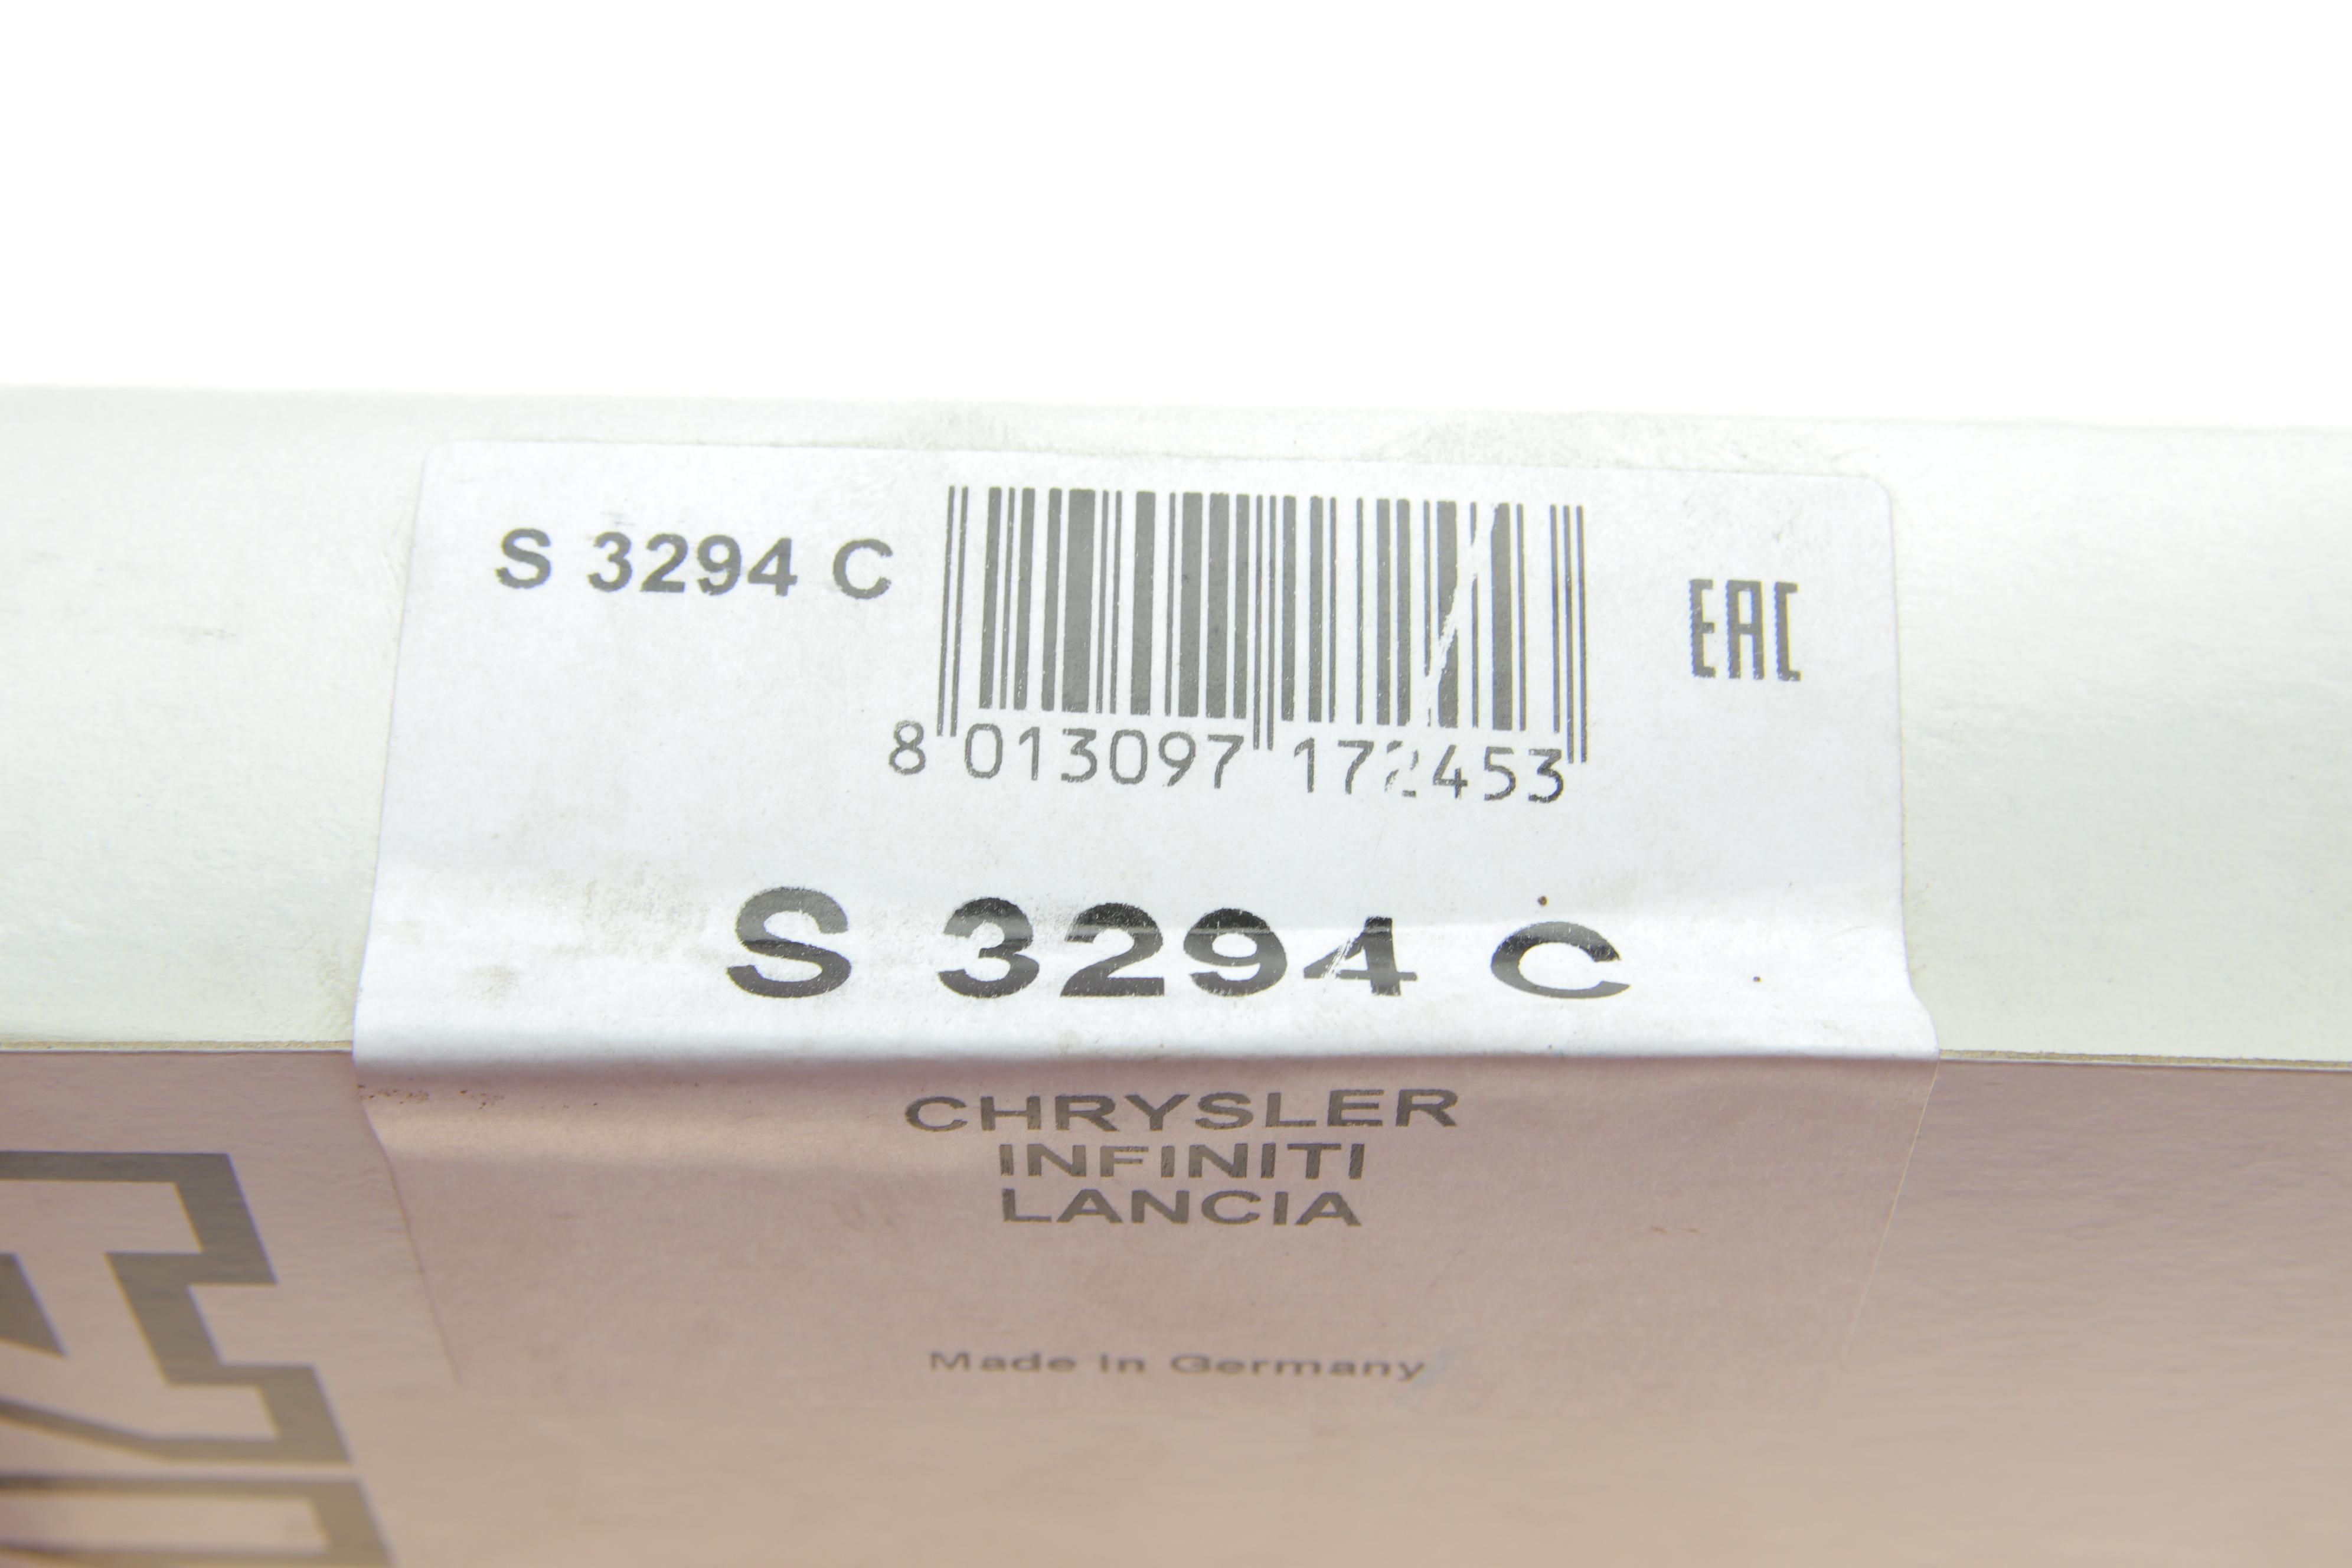 S 3294 C
EAC
8 013097 172453
S 3294 C
CHRYSLER
INFINITI
LANCIA
Made in Germany